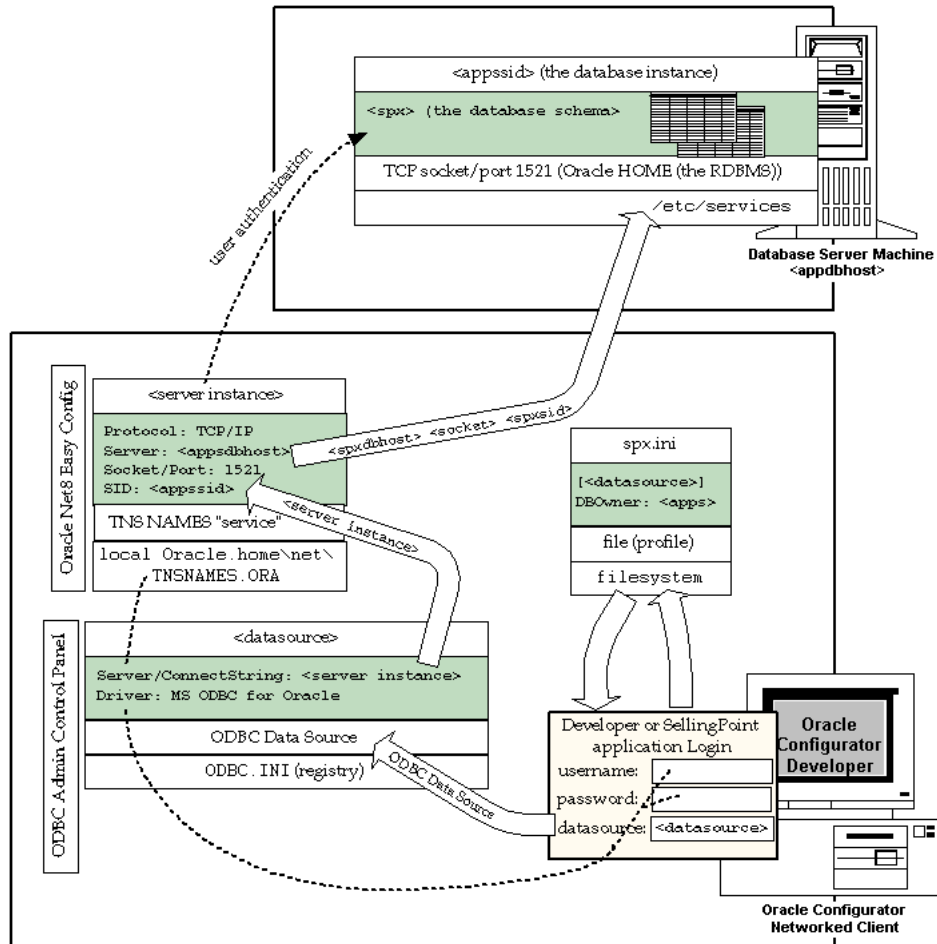 <appssid> (the database instance)
<spx> (the database schema>
TCP socket/port 1521 (Oracle HOME (the RDBMS))
/etc/services
Database Server Machine
<appdbhost>
user authentication
Oracle Net8 Easy Config
<server instance>
Protocol: TCP/IP
Server: <appsdbhost>
Socket/Port: 1521
SID: <appssid>
TNS NAMES "service"
local Oracle.home\net\
TNSNAMES.ORA
<spxdbhost> <socket> <spxsid>
<server instance>
spx.ini
[<datasource>]
DBOwner: <apps>
file (profile)
filesystem
ODBC Admin Control Panel
<datasource>
Server/ConnectString: <server instance>
Driver: MS ODBC for Oracle
ODBC Data Source
ODBC.INI (registry)
ODBC Data Source
Developer or SellingPoint
application Login
username:
password:
datasource: <datasource>
Oracle
Configurator
Developer
Oracle Configurator
Networked Client